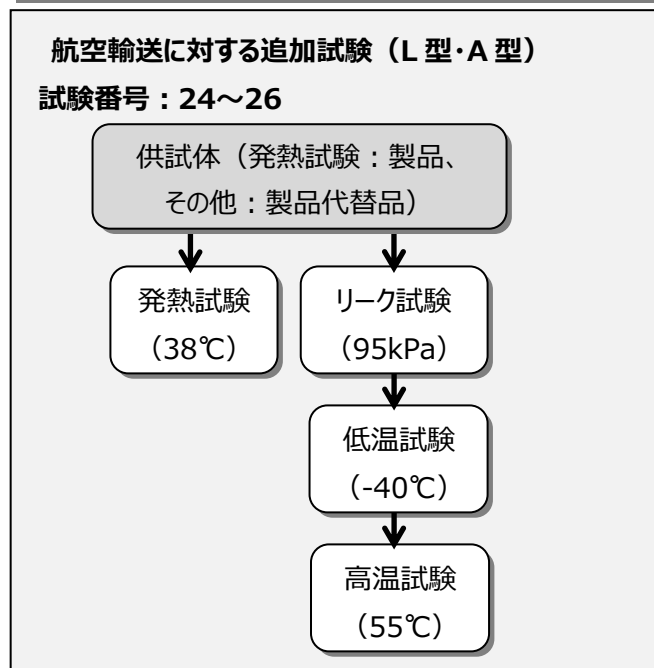 航空輸送に対する追加試験（L 型･A 型）
試験番号：24～26
供試体（発熱試験：製品、
その他：製品代替品）
発熱試験
（38℃）
リーク試験
（95kPa）
低温試験
（-40℃）
高温試験
（55℃）